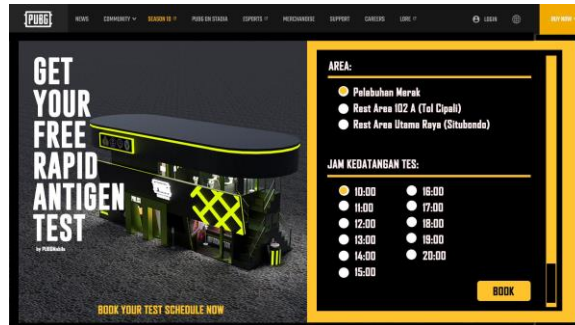 PUBG
NEWS
COMMUNITY
SEASON 15
PUBG ON STADIA
ESPORTS
MERCHANDISE
SUPPORT
CAREERS
LORE
LOGIN
BUY NOW
GET
YOUR
FREE
RAPID
ANTIGEN
TEST
by PUBGMobile
PUBG
BOOK YOUR TEST SCHEDULE NOW
AREA:
Pelabuhan Merak
Rest Area 102 A (Tol Cipali)
Rest Area Utama Raya (Situbondo)
JAM KEDATANGAN TES:
10:00
11:00
12:00
13:00
14:00
15:00
16:00
17:00
18:00
19:00
20:00
BOOK